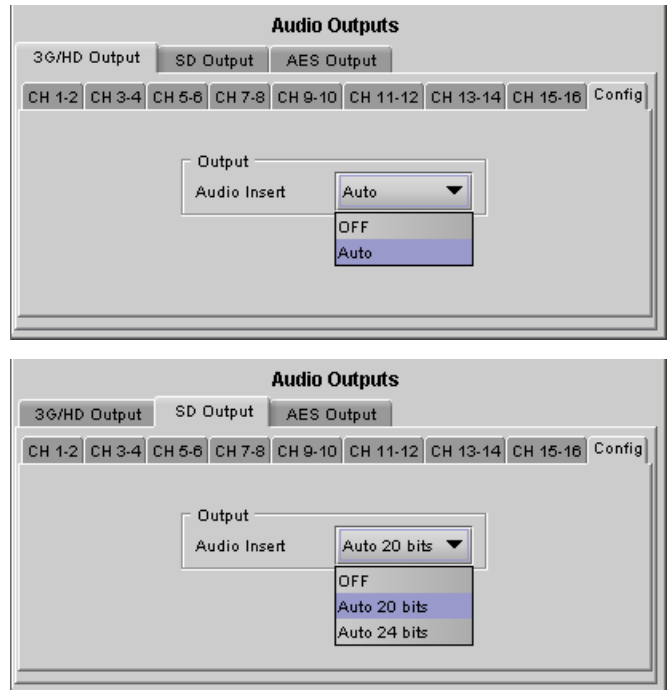 Audio Outputs
3G/HD Output SD Output AES Output
CH 1-2 CH 3-4 CH 5-6 CH 7-8 CH 9-10 CH 11-12 CH 13-14 CH 15-16 Config
Output
Audio Insert Auto
OFF
Auto
Audio Outputs
3G/HD Output SD Output AES Output
CH 1-2 CH 3-4 CH 5-6 CH 7-8 CH 9-10 CH 11-12 CH 13-14 CH 15-16 Config
Output
Audio Insert Auto 20 bits
OFF
Auto 20 bits
Auto 24 bits